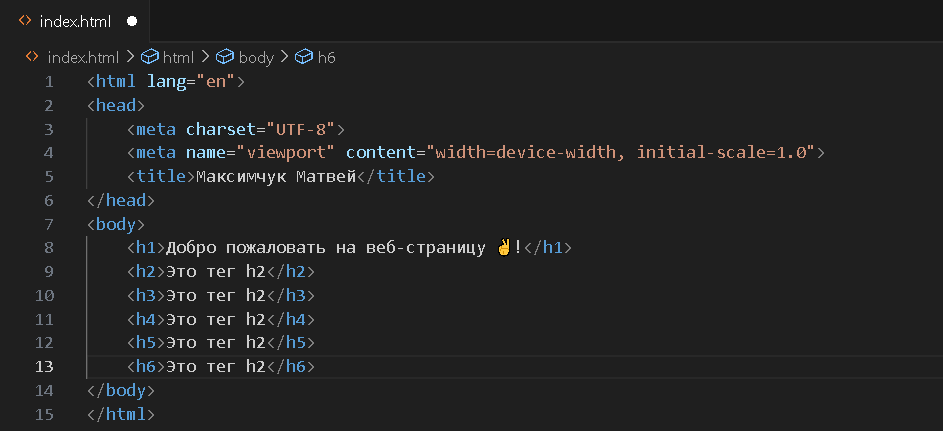 index.html
index.html > html > body > h6
1 <html lang="en">
2 <head>
3     <meta charset="UTF-8">
4     <meta name="viewport" content="width=device-width, initial-scale=1.0">
5     <title>Максимчук Матвей</title>
6 </head>
7 <body>
8     <h1>Добро пожаловать на веб-страницу ✌!</h1>
9     <h2>Это тег h2</h2>
10     <h3>Это тег h2</h3>
11     <h4>Это тег h2</h4>
12     <h5>Это тег h2</h5>
13     <h6>Это тег h2</h6>
14 </body>
15 </html>